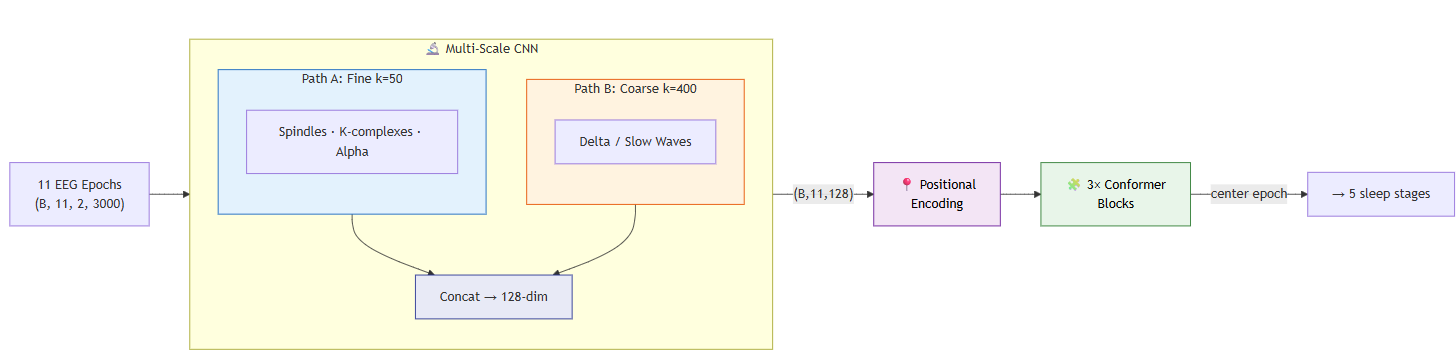 🔬 Multi-Scale CNN
Path A: Fine k=50
Spindles · K-complexes ·
Alpha
Path B: Coarse k=400
Delta / Slow Waves
11 EEG Epochs
(B, 11, 2, 3000)
Concat → 128-dim
(B,11,128)
📍 Positional
Encoding
🧩 3× Conformer
Blocks
center epoch
→ 5 sleep stages